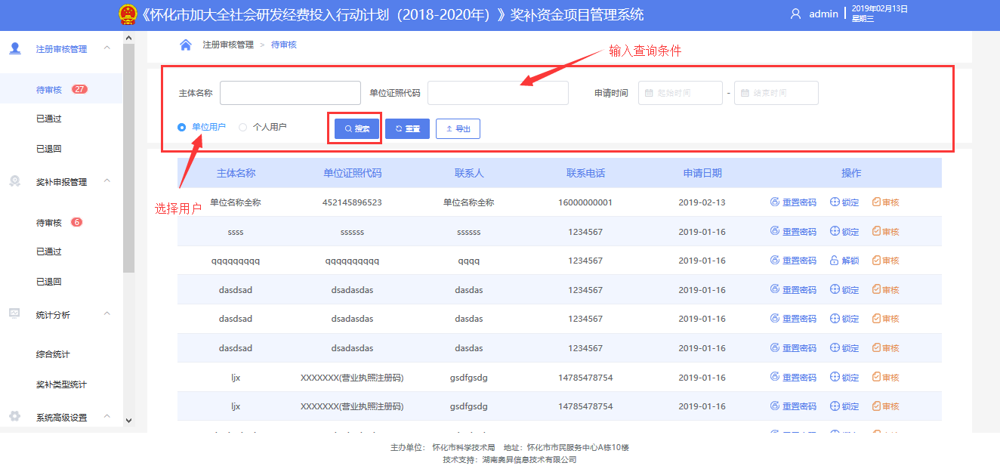 《怀化市加大全社会研发经费投入行动计划（2018-2020年）》奖补资金项目管理系统
admin
2019年02月13日
星期三
注册审核管理
待审核 27
已通过
已退回
奖补申报管理
待审核 6
已通过
已退回
统计分析
综合统计
奖补类型统计
系统高级设置
注册审核管理 > 待审核
输入查询条件
主体名称 单位证照代码 申请时间 起始时间 - 结束时间
单位用户 个人用户 搜索 重置 导出
选择用户
主体名称 单位证照代码 联系人 联系电话 申请日期 操作
单位名称全称 452145896523 单位名称全称 16000000001 2019-02-13 重置密码 锁定 审核
ssss ssssss ssssss 1234567 2019-01-16 重置密码 锁定 审核
qqqqqqqqq qqqqqqqqqq qqqq 1234567 2019-01-16 重置密码 解锁 审核
dasdsad dsadasdas dasdas 1234567 2019-01-16 重置密码 锁定 审核
dasdsad dsadasdas dasdas 1234567 2019-01-16 重置密码 锁定 审核
dasdsad dsadasdas dasdas 1234567 2019-01-16 重置密码 锁定 审核
ljx XXXXXXX(营业执照注册码) gsdfgsdg 14785478754 2019-01-16 重置密码 锁定 审核
ljx XXXXXXX(营业执照注册码) gsdfgsdg 14785478754 2019-01-16 重置密码 锁定 审核
主办单位： 怀化市科学技术局 地址：怀化市市民服务中心A栋10楼
技术支持：湖南奥昇信息技术有限公司